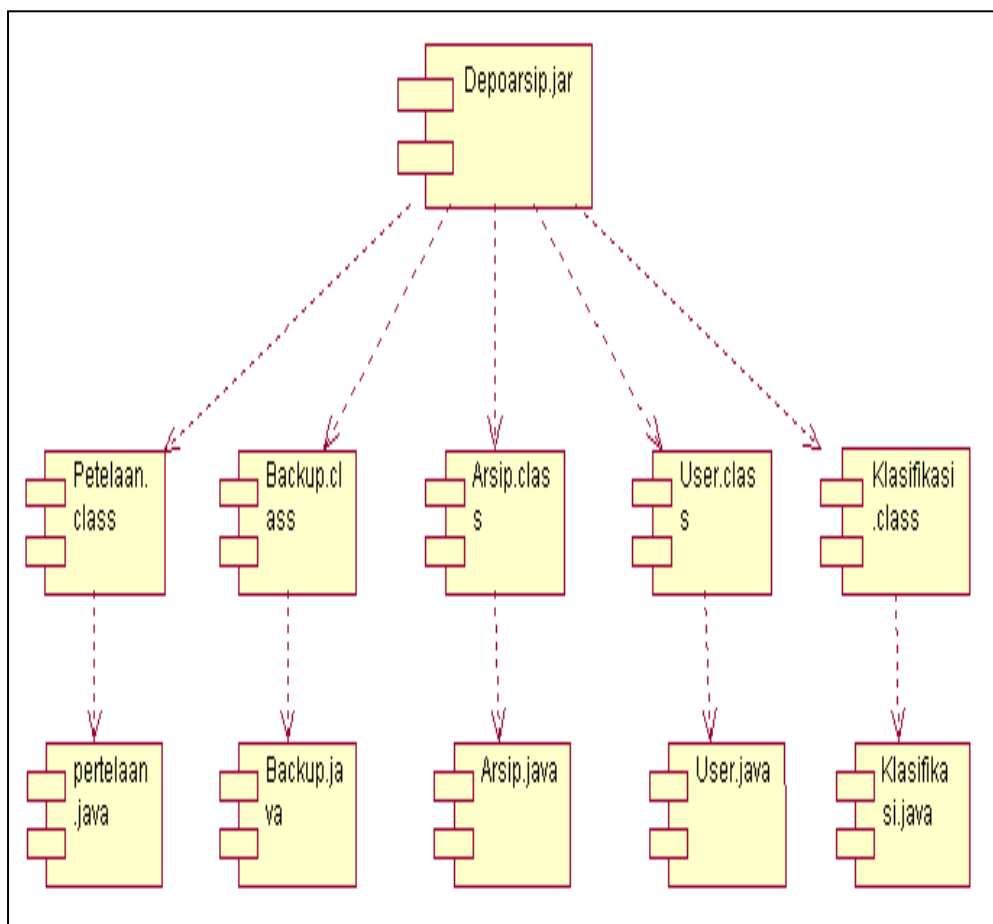 Depoarsip.jar
Petelaan.
class
Backup.cl
ass
Arsip.clas
s
User.clas
s
Klasifikasi
.class
pertelaan
.java
Backup.ja
va
Arsip.java
User.java
Klasifika
si.java